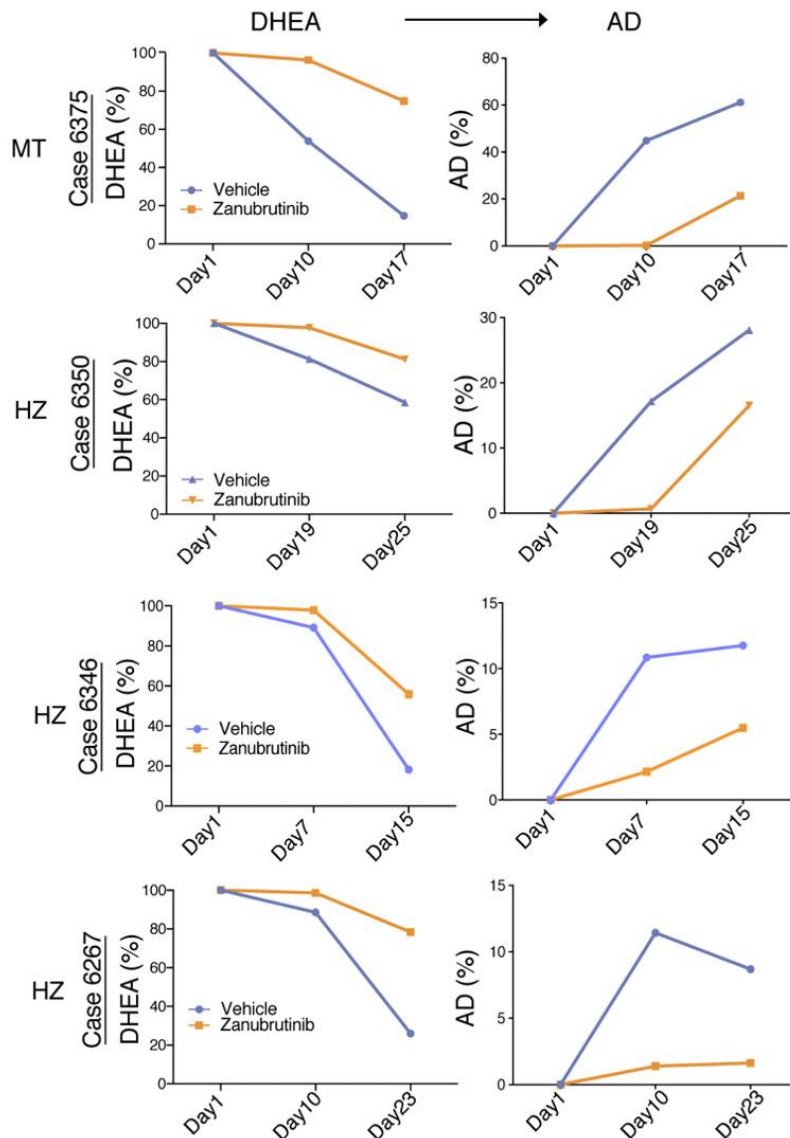 DHEA → AD
MT
Case 6375
DHEA (%)
100
80
60
40
20
0
Vehicle
Zanubrutinib
Day1
Day10
Day17
AD (%)
80
60
40
20
0
Day1
Day10
Day17
HZ
Case 6350
DHEA (%)
100
80
60
40
20
0
Vehicle
Zanubrutinib
Day1
Day19
Day25
AD (%)
30
20
10
0
Day1
Day19
Day25
HZ
Case 6346
DHEA (%)
100
80
60
40
20
0
Vehicle
Zanubrutinib
Day1
Day7
Day15
AD (%)
15
10
5
0
Day1
Day7
Day15
HZ
Case 6267
DHEA (%)
100
80
60
40
20
0
Vehicle
Zanubrutinib
Day1
Day10
Day23
AD (%)
15
10
5
0
Day1
Day10
Day23